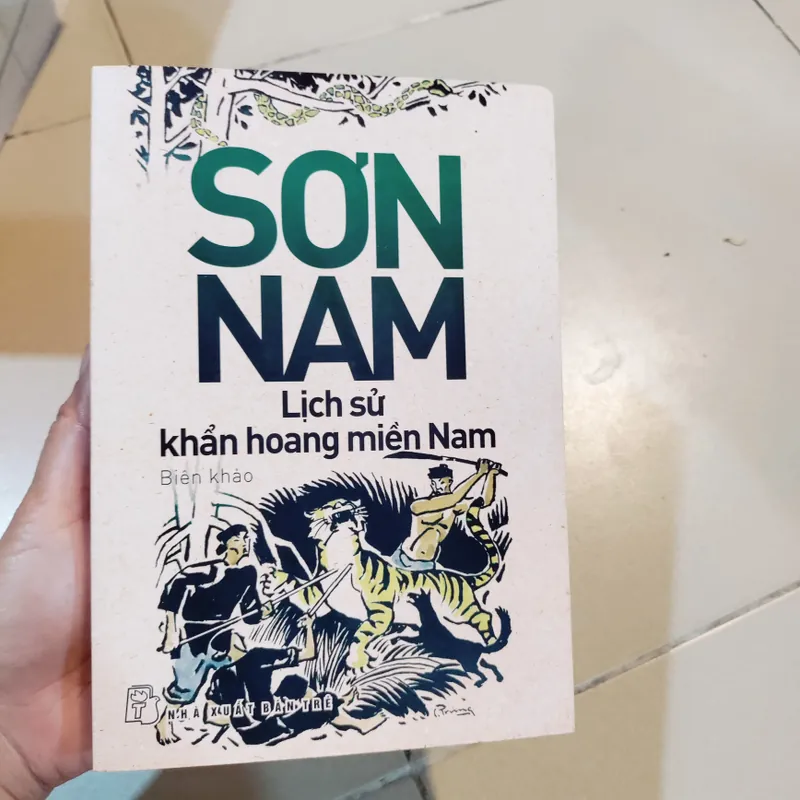 SƠN
NAM
Lịch sử
khẩn hoang miền Nam
Biên khảo
NHÀ XUẤT BẢN TRẺ